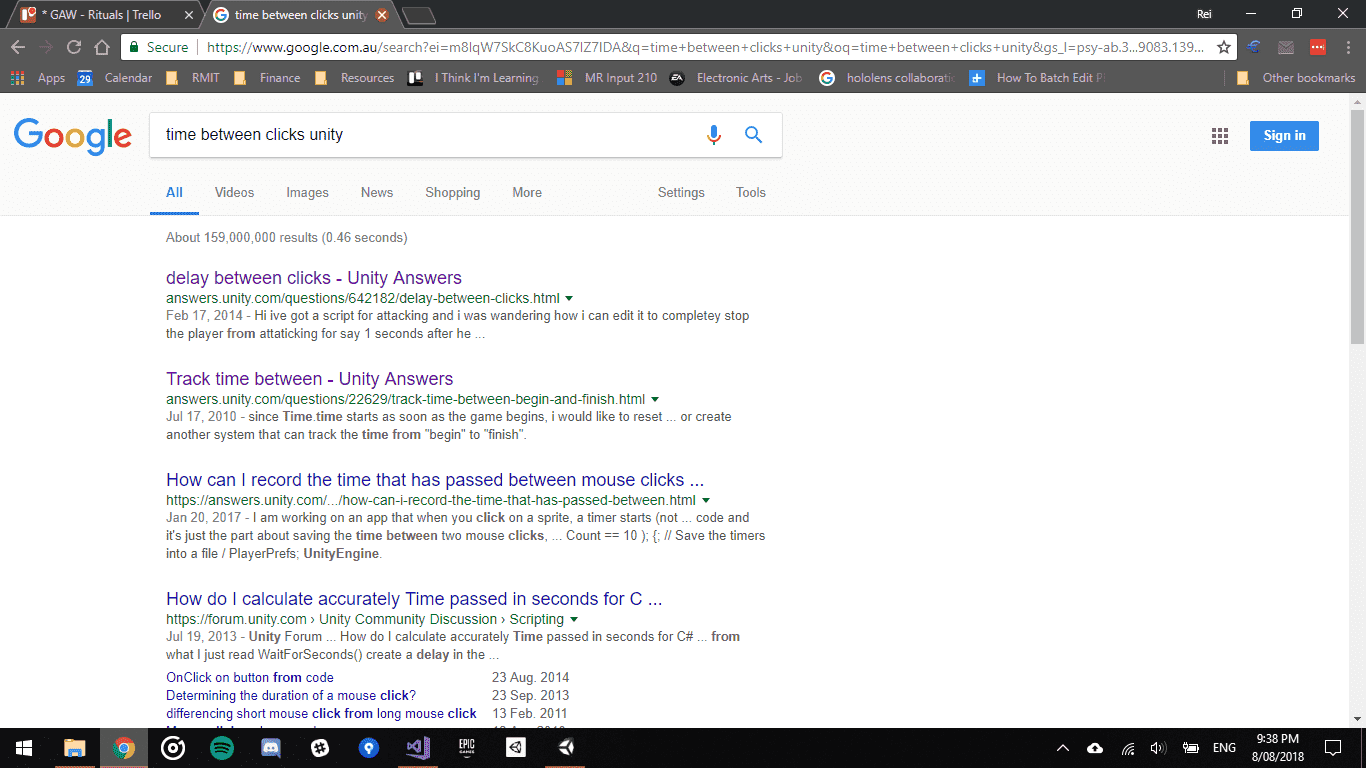 * GAW - Rituals | Trello
time between clicks unity
Rei
Secure
https://www.google.com.au/search?ei=m8lqW7SkC8KuoAS7IZ7IDA&q=time+between+clicks+unity&oq=time+between+clicks+unity&gs_l=psy-ab.3...9083.139...
Apps
29
Calendar
RMIT
Finance
Resources
I Think I'm Learning
MR Input 210
Electronic Arts - Job
hololens collaborati
How To Batch Edit P
Other bookmarks
Google
time between clicks unity
Sign in
All
Videos
Images
News
Shopping
More
Settings
Tools
About 159,000,000 results (0.46 seconds)
delay between clicks - Unity Answers
answers.unity.com/questions/642182/delay-between-clicks.html
Feb 17, 2014 - Hi ive got a script for attacking and i was wandering how i can edit it to completey stop
the player from attaticking for say 1 seconds after he ...
Track time between - Unity Answers
answers.unity.com/questions/22629/track-time-between-begin-and-finish.html
Jul 17, 2010 - since Time.time starts as soon as the game begins, i would like to reset ... or create
another system that can track the time from "begin" to "finish".
How can I record the time that has passed between mouse clicks ...
https://answers.unity.com/.../how-can-i-record-the-time-that-has-passed-between.html
Jan 20, 2017 - I am working on an app that when you click on a sprite, a timer starts (not ... code and
it's just the part about saving the time between two mouse clicks, ... Count == 10 ); {; // Save the timers
into a file / PlayerPrefs; UnityEngine.
How do I calculate accurately Time passed in seconds for C ...
https://forum.unity.com › Unity Community Discussion › Scripting
Jul 19, 2013 - Unity Forum ... How do I calculate accurately Time passed in seconds for C# ... from
what I just read WaitForSeconds() create a delay in the ...
OnClick on button from code 23 Aug. 2014
Determining the duration of a mouse click? 23 Sep. 2013
differencing short mouse click from long mouse click 13 Feb. 2011
EPIC
GAMES
ENG
9:38 PM
8/08/2018